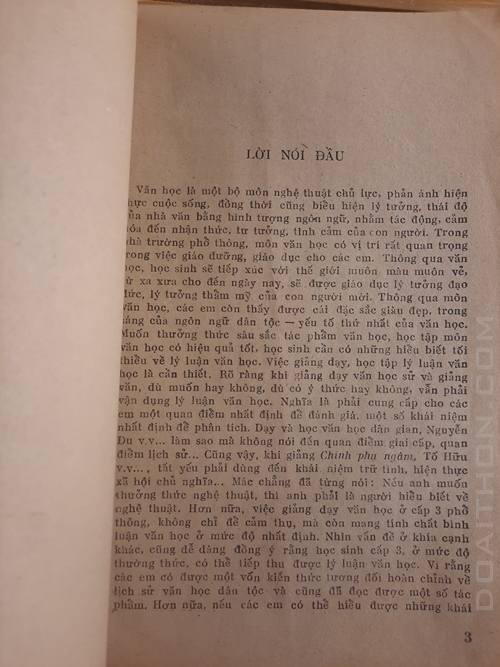 LỜI NÓI ĐẦU
Văn học là một bộ môn nghệ thuật chủ lực, phản ánh hiện
thực cuộc sống, đồng thời cũng biểu hiện lý tưởng, thái độ
của nhà văn bằng hình tượng ngôn ngữ, nhằm tác động, cảm
hóa đến nhận thức, tư tưởng, tình cảm của con người. Trong
nhà trường phổ thông, môn văn học có vị trí rất quan trọng
trong việc giáo dưỡng, giáo dục cho các em. Thông qua văn
học, học sinh sẽ tiếp xúc với thế giới muôn màu muôn vẻ,
từ xa xưa cho đến ngày nay, sẽ được giáo dục lý tưởng đạo
đức, lý tưởng thẩm mỹ của con người mới. Thông qua môn
văn học, các em còn thấy được cái đặc sắc giàu đẹp, trong
sáng của ngôn ngữ dân tộc — yếu tố thứ nhất của văn học.
Muốn thưởng thức sâu sắc tác phẩm văn học, học tập môn
văn học có hiệu quả tốt, học sinh cần có những hiểu biết tối
thiểu về lý luận văn học. Việc giảng dạy, học tập lý luận văn
học là cần thiết. Rõ ràng khi giảng dạy văn học sử và giảng
văn, dù muốn hay không, dù có ý thức hay không, vẫn phải
vận dụng lý luận văn học. Nghĩa là phải cung cấp cho các
em một quan điểm nhất định để đánh giá, một số khái niệm
nhất định để phân tích. Dạy và học văn học dân gian, Nguyễn
Du v.v... làm sao mà không nói đến quan điểm giai cấp, quan
điểm lịch sử... Cũng vậy, khi giảng Chinh phụ ngâm, Tố Hữu
v.v..., tất yếu phải dùng đến khái niệm trữ tình, hiện thực
xã hội chủ nghĩa... Mác chẳng đã từng nói: Nếu anh muốn
thưởng thức nghệ thuật, thì anh phải là người hiểu biết về
nghệ thuật. Hơn nữa, việc giảng dạy văn học ở cấp 3 phổ
thông, không chỉ để cảm thụ, mà còn mang tính chất bình
luận văn học ở mức độ nhất định. Nhìn vấn đề ở khía cạnh
khác, cũng dễ dàng đồng ý rằng học sinh cấp 3, ở mức độ
thường thức, có thể tiếp thu được lý luận văn học. Vì rằng
các em có được một vốn kiến thức tương đối hoàn chỉnh về
lịch sử văn học dân tộc và cũng đã đọc được một số tác
phẩm. Hơn nữa, nếu các em có thể hiểu được những khái
3
DOAITHON.COM